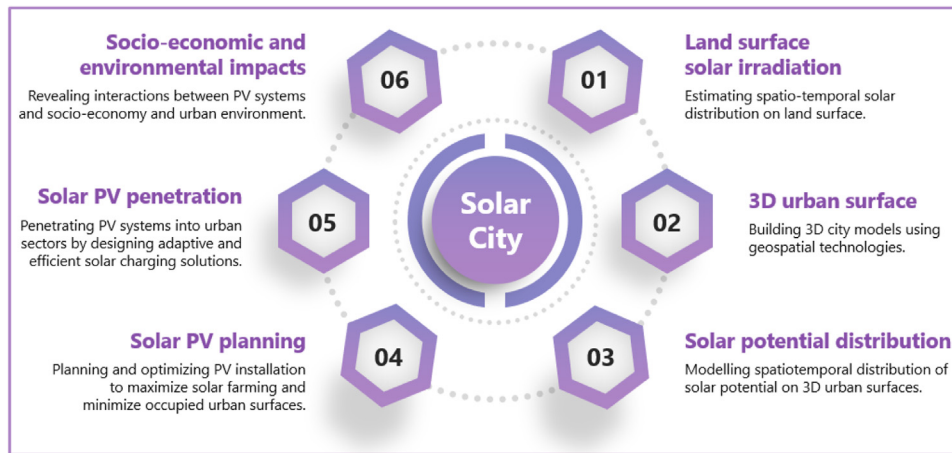 Socio-economic and
environmental impacts
Revealing interactions between PV systems
and socio-economy and urban environment.
06
01
Land surface
solar irradiation
Estimating spatio-temporal solar
distribution on land surface.
Solar PV penetration
Penetrating PV systems into urban
sectors by designing adaptive and
efficient solar charging solutions.
05
Solar
City
02
3D urban surface
Building 3D city models using
geospatial technologies.
Solar PV planning
Planning and optimizing PV installation
to maximize solar farming and
minimize occupied urban surfaces.
04
03
Solar potential distribution
Modelling spatiotemporal distribution of
solar potential on 3D urban surfaces.